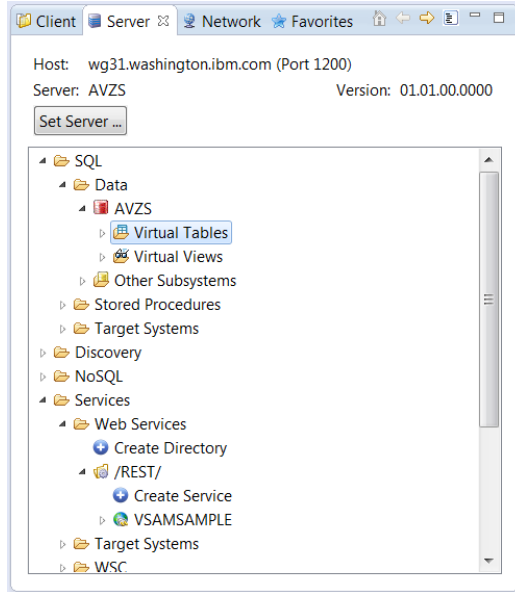 Client Server Network Favorites
Host: wg31.washington.ibm.com (Port 1200)
Server: AVZS Version: 01.01.00.0000
Set Server ...
SQL
Data
AVZS
Virtual Tables
Virtual Views
Other Subsystems
Stored Procedures
Target Systems
Discovery
NoSQL
Services
Web Services
Create Directory
/REST/
Create Service
VSAMSAMPLE
Target Systems
WSC